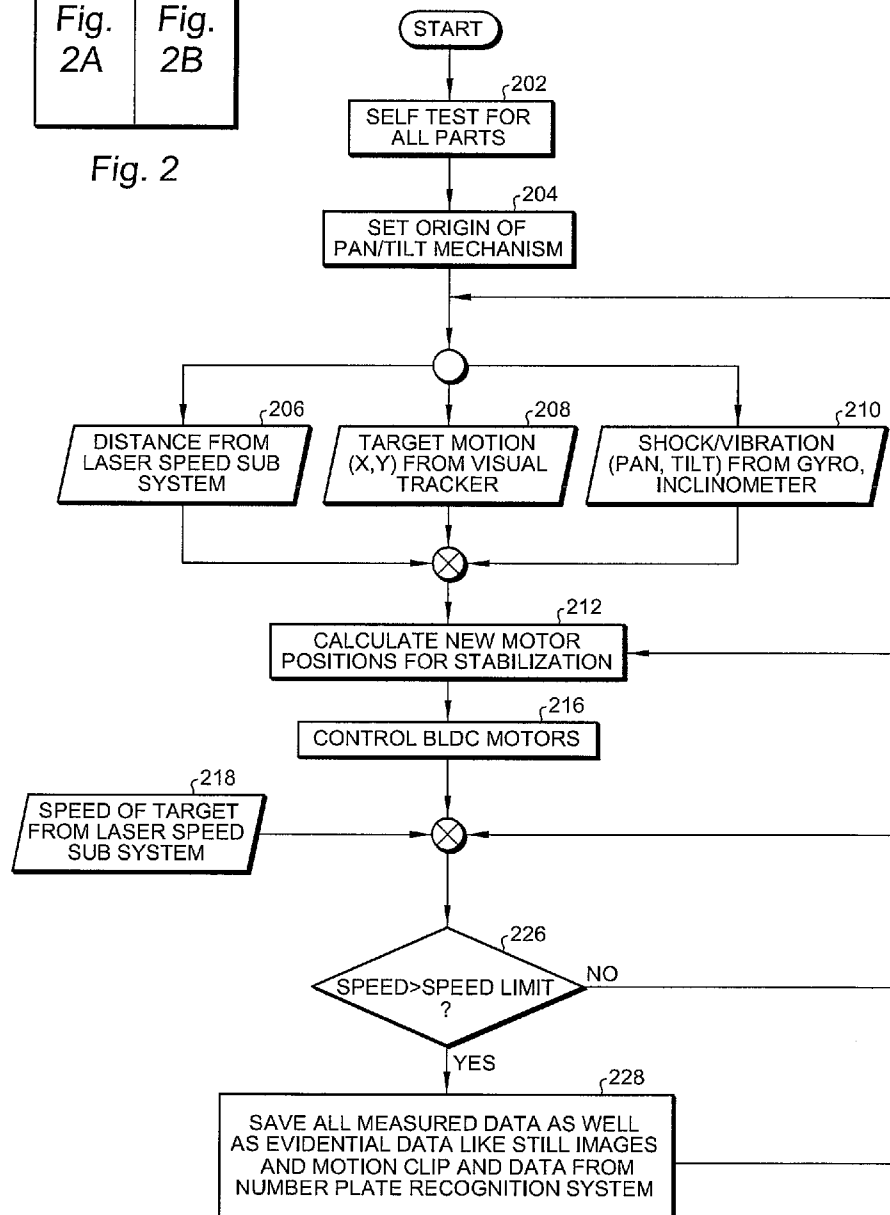 Fig.
2A
Fig.
2B
Fig. 2
START
202
SELF TEST FOR
ALL PARTS
204
SET ORIGIN OF
PAN/TILT MECHANISM
206
DISTANCE FROM
LASER SPEED SUB
SYSTEM
208
TARGET MOTION
(X,Y) FROM VISUAL
TRACKER
210
SHOCK/VIBRATION
(PAN, TILT) FROM GYRO,
INCLINOMETER
212
CALCULATE NEW MOTOR
POSITIONS FOR STABILIZATION
216
CONTROL BLDC MOTORS
218
SPEED OF TARGET
FROM LASER SPEED
SUB SYSTEM
226
SPEED>SPEED LIMIT
?
NO
YES
228
SAVE ALL MEASURED DATA AS WELL
AS EVIDENTIAL DATA LIKE STILL IMAGES
AND MOTION CLIP AND DATA FROM
NUMBER PLATE RECOGNITION SYSTEM